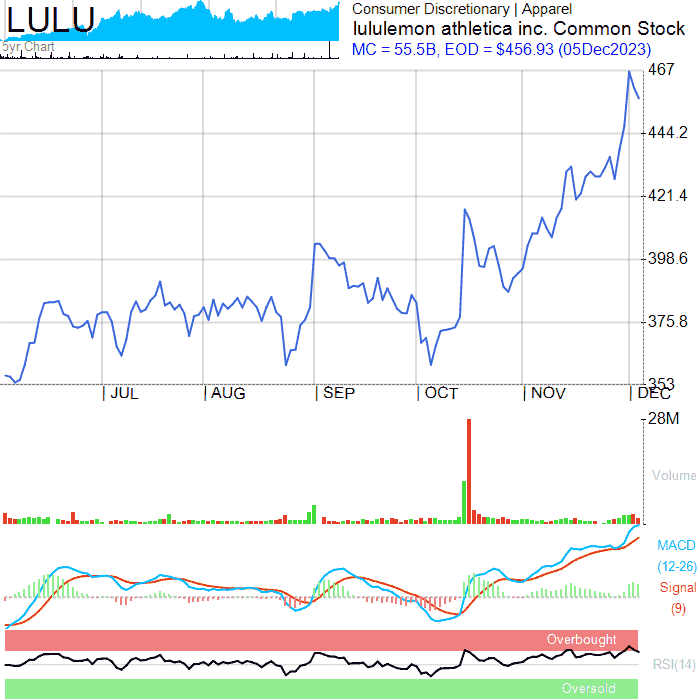 LULU
5yr. Chart
Consumer Discretionary | Apparel
lululemon athletica inc. Common Stock
MC = 55.5B, EOD = $456.93 (05Dec2023)
467
444.2
421.4
398.6
375.8
353
| JUL | AUG | SEP | OCT | NOV | DEC
28M
Volume
MACD
(12-26)
Signal
(9)
Overbought
RSI(14)
Oversold